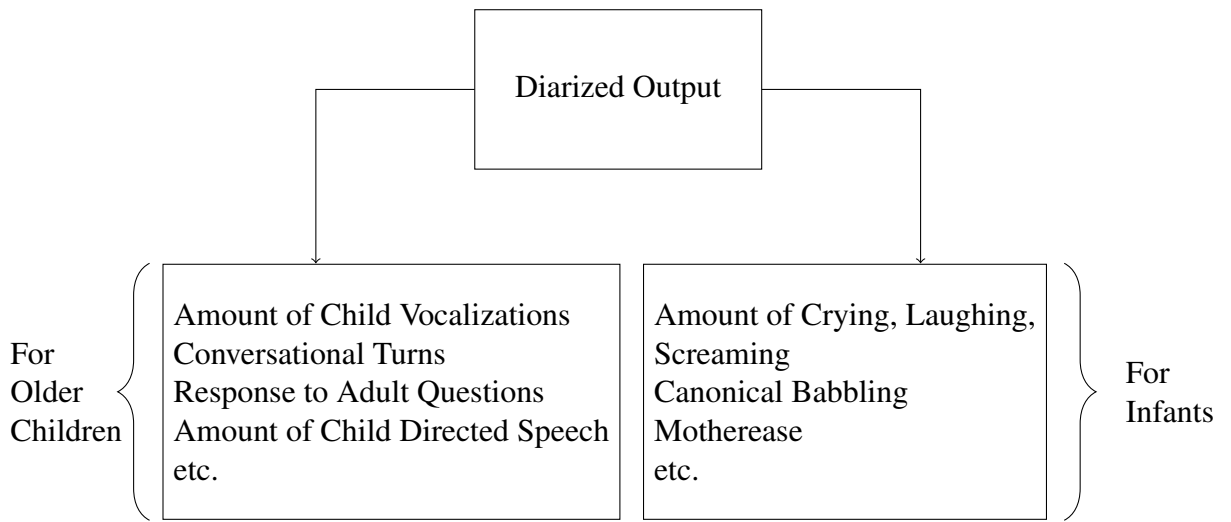 Diarized Output
For
Older
Children
Amount of Child Vocalizations
Conversational Turns
Response to Adult Questions
Amount of Child Directed Speech
etc.
Amount of Crying, Laughing,
Screaming
Canonical Babbling
Motherease
etc.
For
Infants